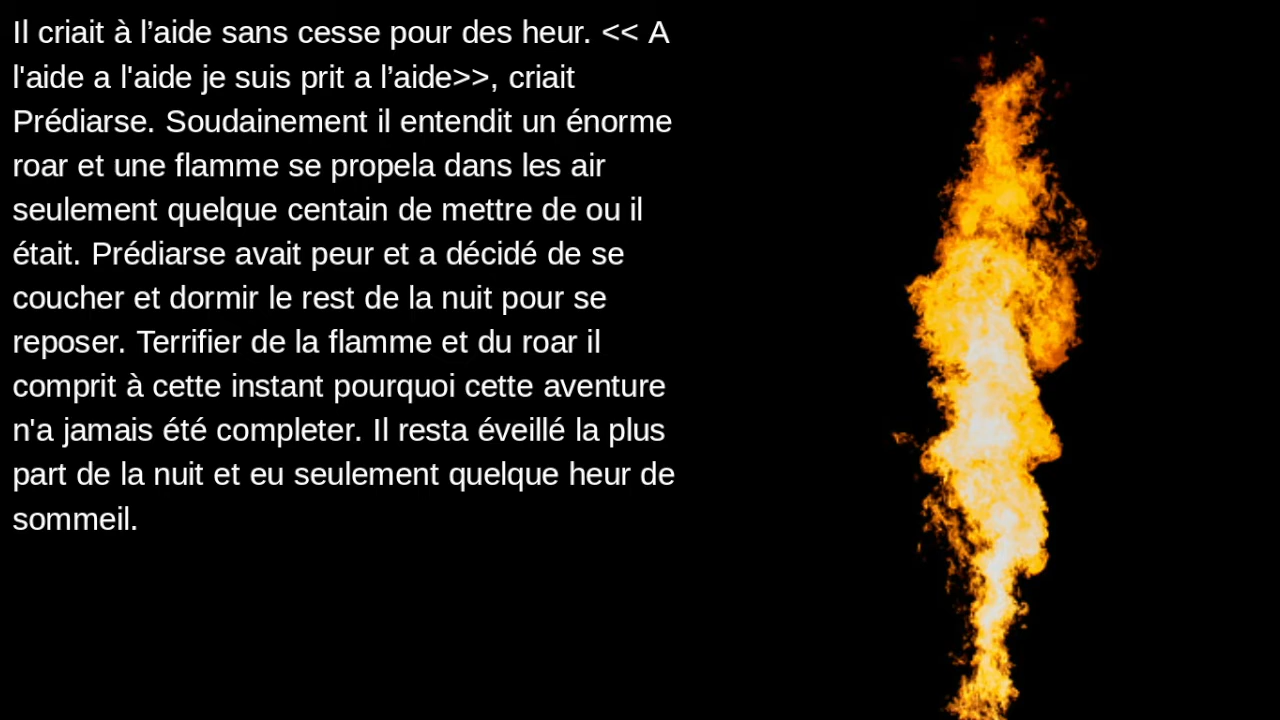 Il criait à l’aide sans cesse pour des heur. << A
l'aide a l'aide je suis prit a l’aide>>, criait
Prédiarse. Soudainement il entendit un énorme
roar et une flamme se propela dans les air
seulement quelque centain de mettre de ou il
était. Prédiarse avait peur et a décidé de se
coucher et dormir le rest de la nuit pour se
reposer. Terrifier de la flamme et du roar il
comprit à cette instant pourquoi cette aventure
n'a jamais été completer. Il resta éveillé la plus
part de la nuit et eu seulement quelque heur de
sommeil.